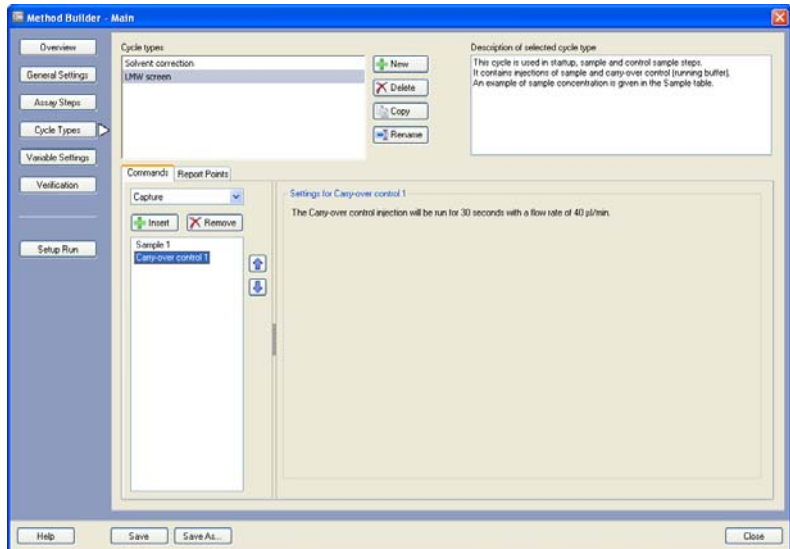 Method Builder - Main
Overview
General Settings
Assay Steps
Cycle Types
Variable Settings
Verification
Setup Run
Cycle types
Solvent correction
LMW screen
New
Delete
Copy
Rename
Description of selected cycle type
This cycle is used in startup, sample and control sample steps.
It contains injections of sample and carry-over control (running buffer).
An example of sample concentration is given in the Sample table.
Commands Report Points
Capture
Insert Remove
Sample 1
Carry-over control 1
Settings for Carry-over control 1
The Carry-over control injection will be run for 30 seconds with a flow rate of 40 µl/min.
Help Save Save As... Close